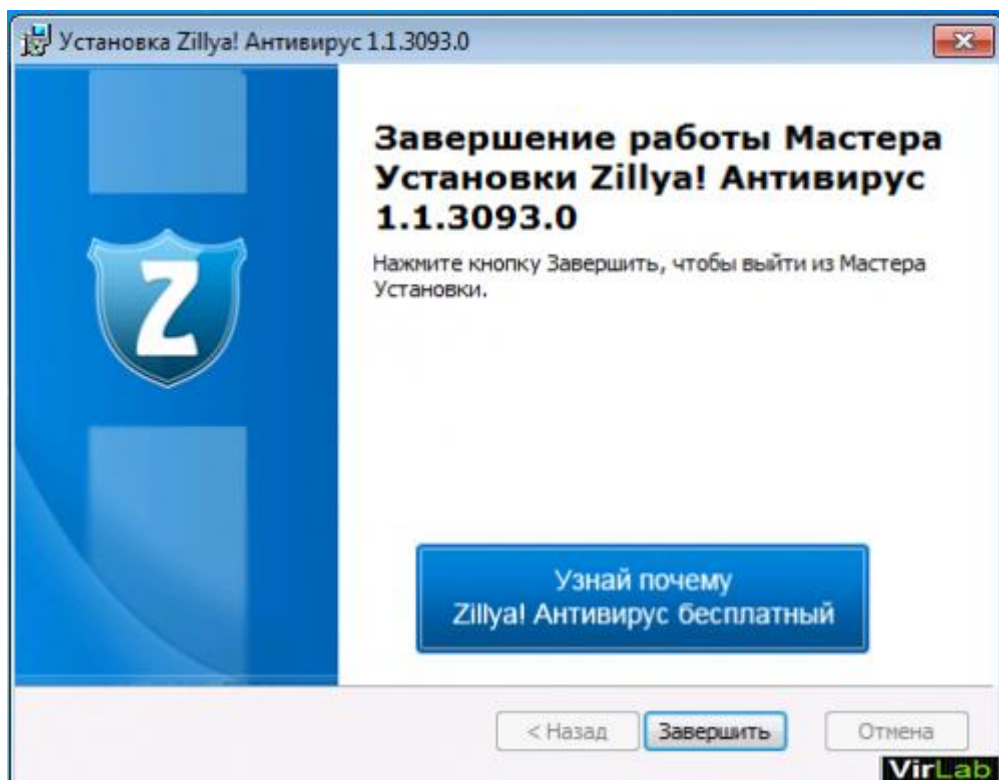 Установка Zillya! Антивирус 1.1.3093.0
Завершение работы Мастера
Установки Zillya! Антивирус
1.1.3093.0
Нажмите кнопку Завершить, чтобы выйти из Мастера
Установки.
Z
Узнай почему
Zillya! Антивирус бесплатный
< Назад Завершить Отмена
VirLab